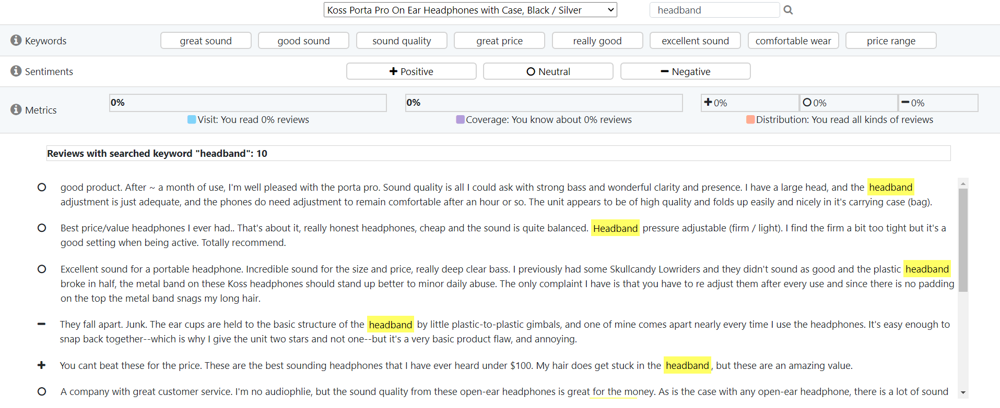 Koss Porta Pro On Ear Headphones with Case, Black / Silver
headband
Keywords
great sound
good sound
sound quality
great price
really good
excellent sound
comfortable wear
price range
Sentiments
Positive
Neutral
Negative
Metrics
0%
0%
0%
0%
0%
Visit: You read 0% reviews
Coverage: You know about 0% reviews
Distribution: You read all kinds of reviews
Reviews with searched keyword "headband": 10
good product. After ~ a month of use, I'm well pleased with the porta pro. Sound quality is all I could ask with strong bass and wonderful clarity and presence. I have a large head, and the headband
adjustment is just adequate, and the phones do need adjustment to remain comfortable after an hour or so. The unit appears to be of high quality and folds up easily and nicely in it's carrying case (bag).
Best price/value headphones I ever had.. That's about it, really honest headphones, cheap and the sound is quite balanced. Headband pressure adjustable (firm / light). I find the firm a bit too tight but it's a
good setting when being active. Totally recommend.
Excellent sound for a portable headphone. Incredible sound for the size and price, really deep clear bass. I previously had some Skullcandy Lowriders and they didn't sound as good and the plastic headband
broke in half, the metal band on these Koss headphones should stand up better to minor daily abuse. The only complaint I have is that you have to re adjust them after every use and since there is no padding
on the top the metal band snags my long hair.
They fall apart. Junk. The ear cups are held to the basic structure of the headband by little plastic-to-plastic gimbals, and one of mine comes apart nearly every time I use the headphones. It's easy enough to
snap back together--which is why I give the unit two stars and not one--but it's a very basic product flaw, and annoying.
You cant beat these for the price. These are the best sounding headphones that I have ever heard under $100. My hair does get stuck in the headband, but these are an amazing value.
A company with great customer service. I'm no audiophlie, but the sound quality from these open-ear headphones is great for the money. As is the case with any open-ear headphone, there is a lot of sound